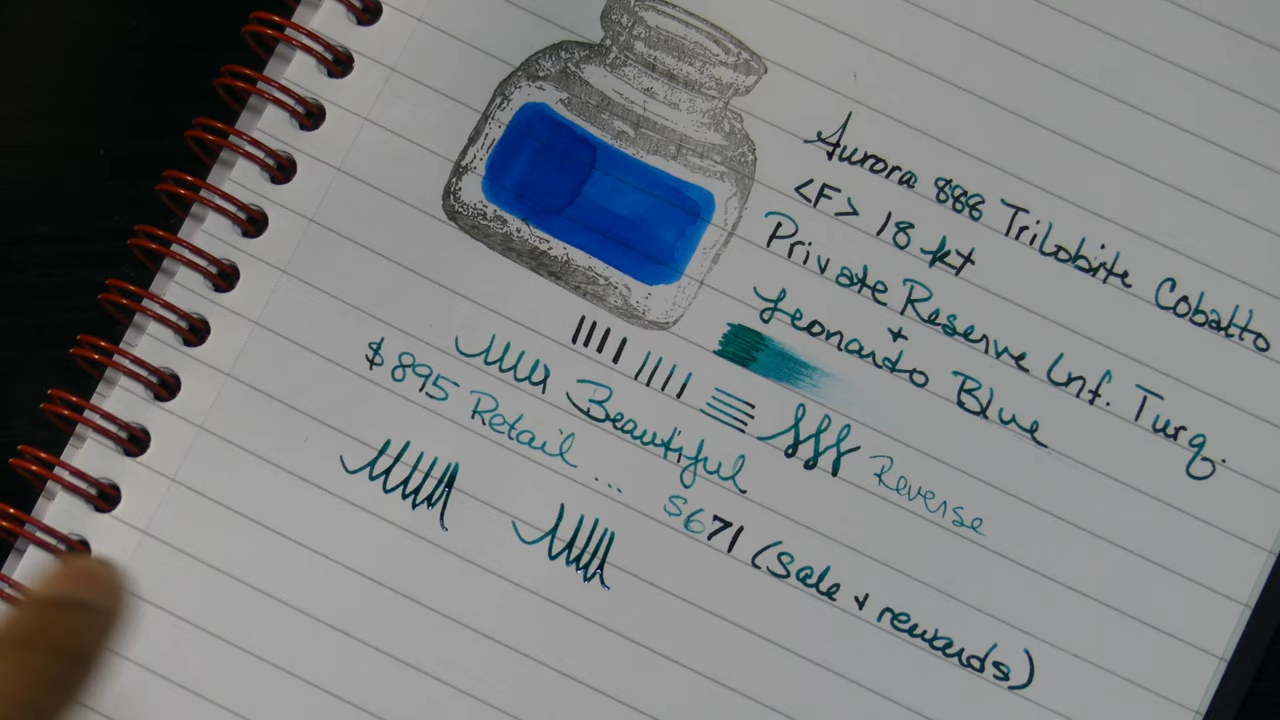 Aurora 888 Trilobite Cobalto
<F> 18 kt
Private Reserve Inf. Turq.
+
Leonardo Blue
Reverse
Beautiful
$895 Retail ... $671 (sale + rewards)